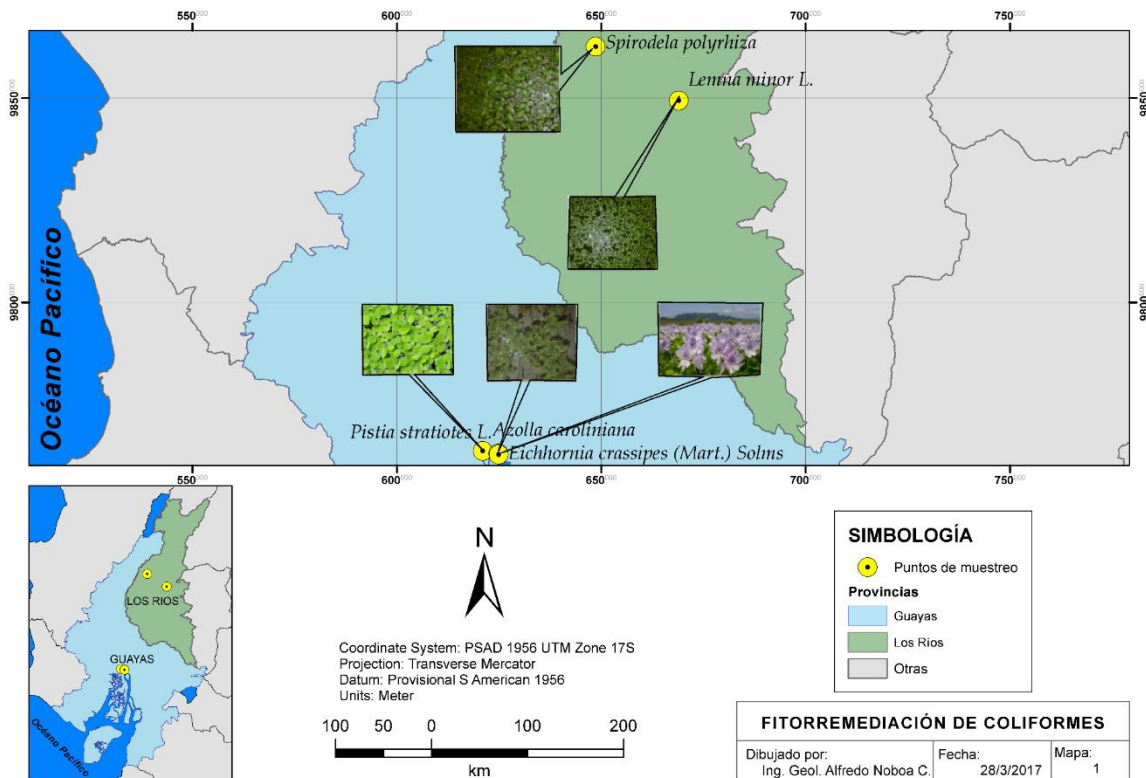 550000
600000
650000
700000
750000
Spirodela polyrhiza
Lemna minor L.
9850000
9850000
9800000
9800000
Océano Pacífico
Pistia stratiotes L.
Azolla caroliniana
Eichhornia crassipes (Mart.) Solms
550000
600000
650000
700000
750000
LOS RIOS
GUAYAS
Océano Pacífico
N
Coordinate System: PSAD 1956 UTM Zone 17S
Projection: Transverse Mercator
Datum: Provisional S American 1956
Units: Meter
100 50 0 100 200
km
SIMBOLOGÍA
Puntos de muestreo
Provincias
Guayas
Los Ríos
Otras
FITORREMEDIACIÓN DE COLIFORMES
Dibujado por:
Ing. Geol. Alfredo Noboa C.
Fecha:
28/3/2017
Mapa:
1